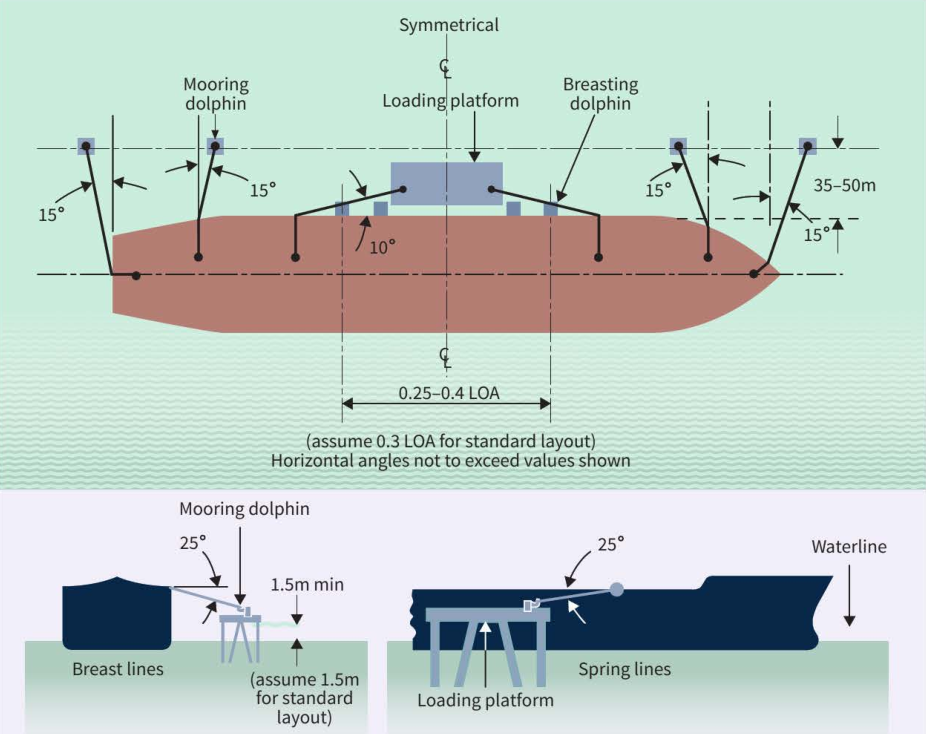 Symmetrical
℄
Mooring
dolphin
Loading platform
Breasting
dolphin
15°
15°
15°
35–50m
15°
10°
℄
0.25–0.4 LOA
(assume 0.3 LOA for standard layout)
Horizontal angles not to exceed values shown
Mooring dolphin
25°
1.5m min
Breast lines
(assume 1.5m
for standard
layout)
25°
Waterline
Spring lines
Loading platform